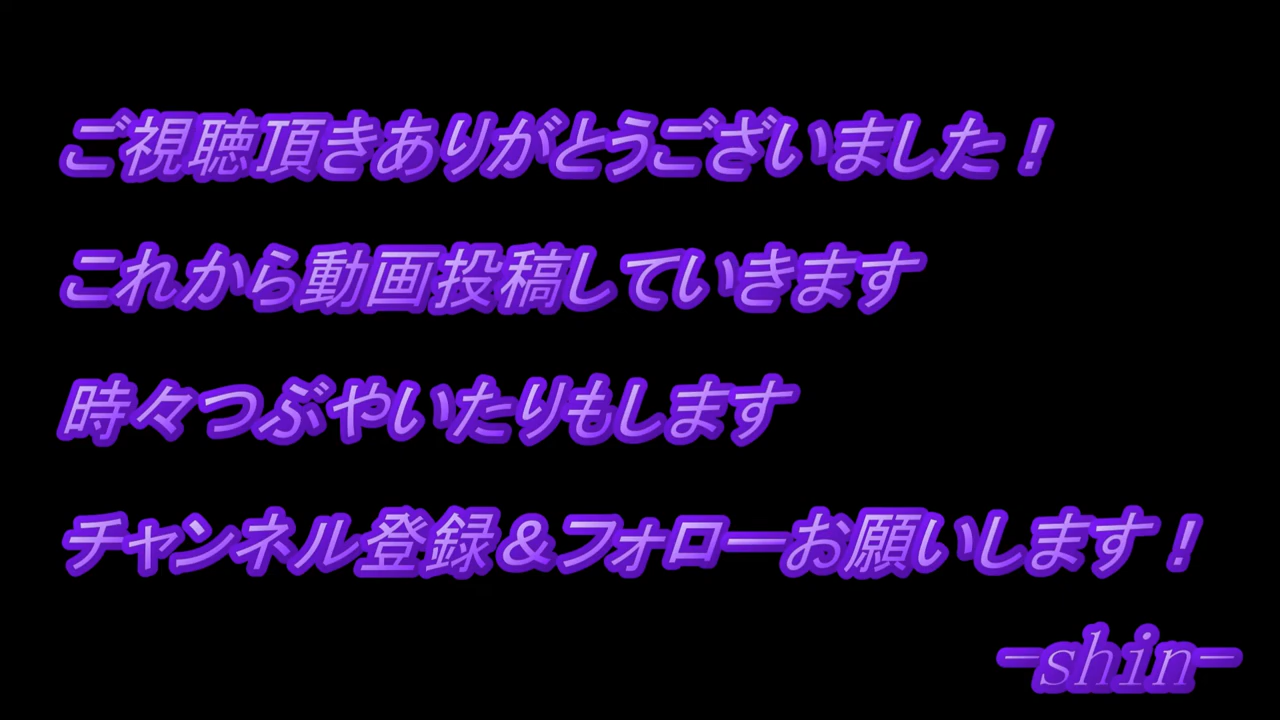 ご視聴頂きありがとうございました！
これから動画投稿していきます
時々つぶやいたりもします
チャンネル登録＆フォローお願いします！
−shin−